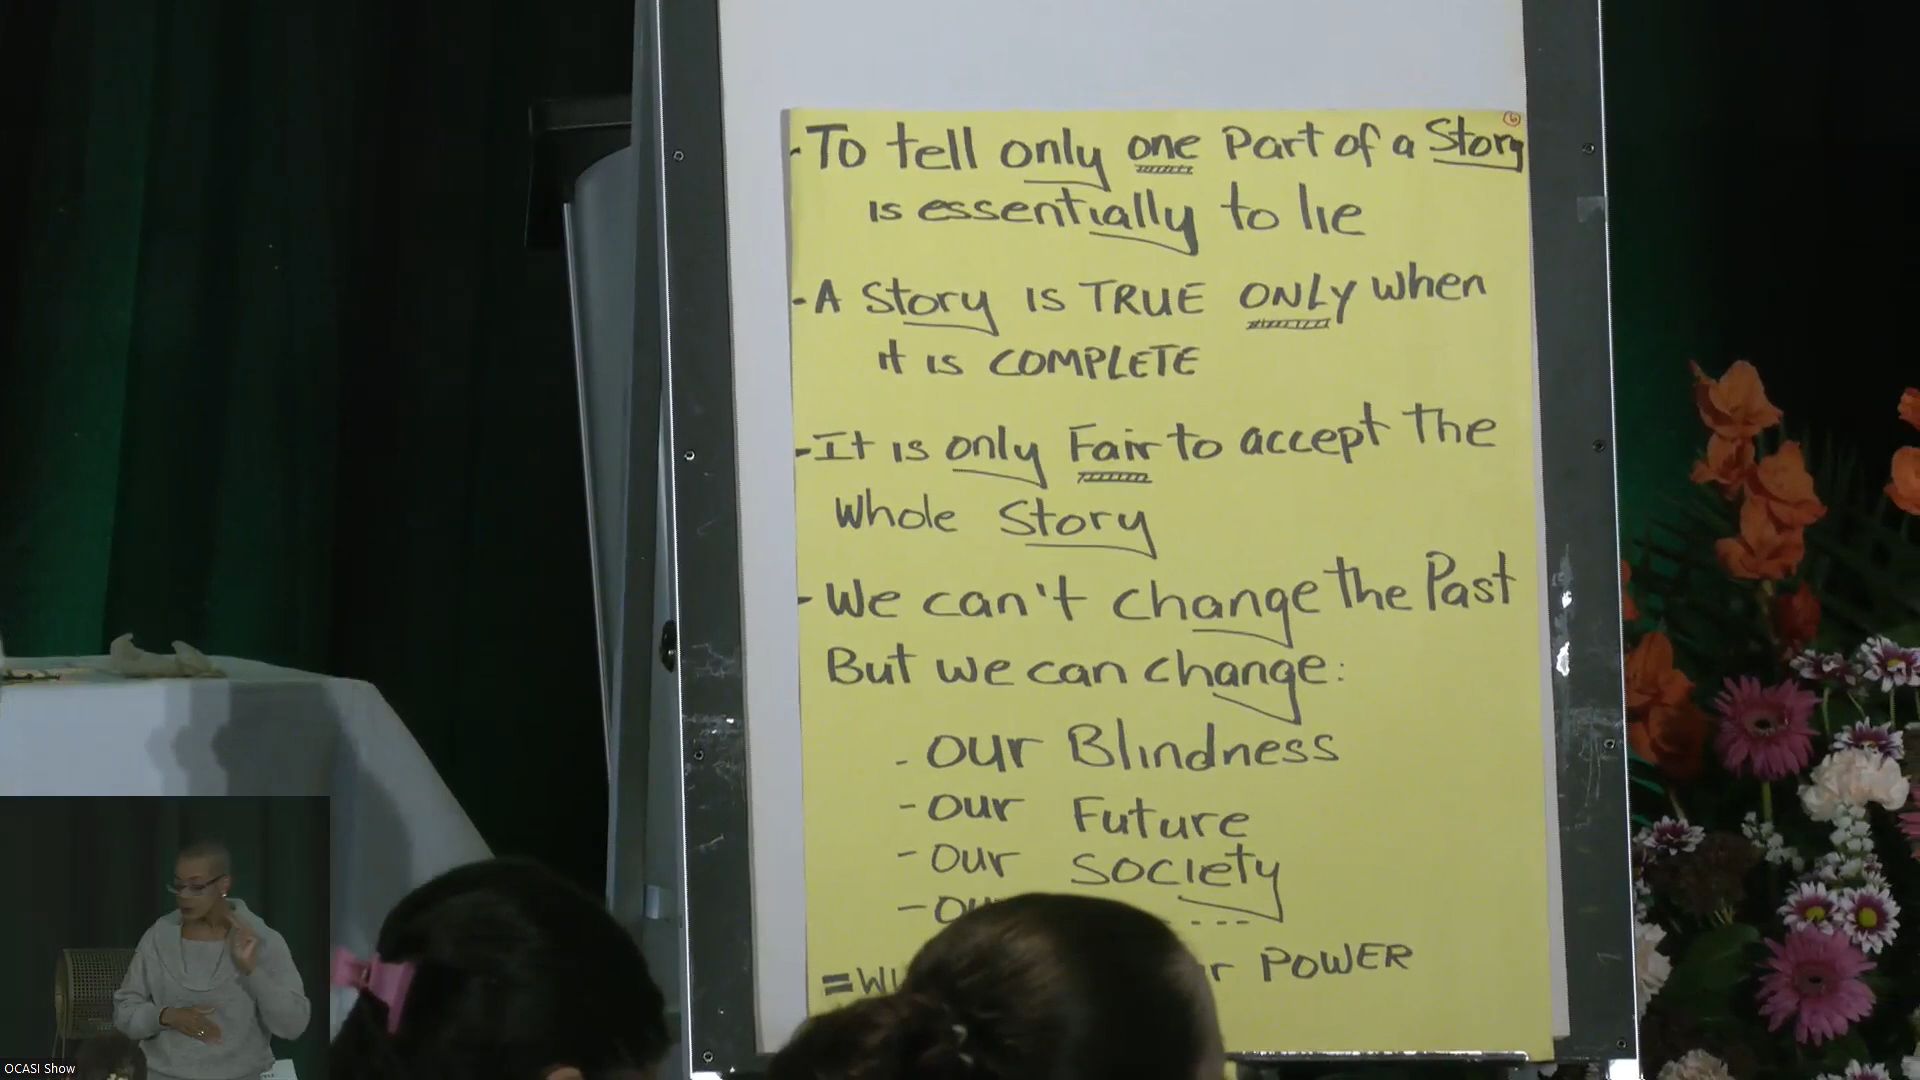 6
- To tell only one Part of a Story
is essentially to lie
- A Story is TRUE ONLY when
it is COMPLETE
- It is only Fair to accept The
whole Story
- We can't change the Past
But we can change:
- our Blindness
- our Future
- our Society
- ...
= POWER
OCASI Show